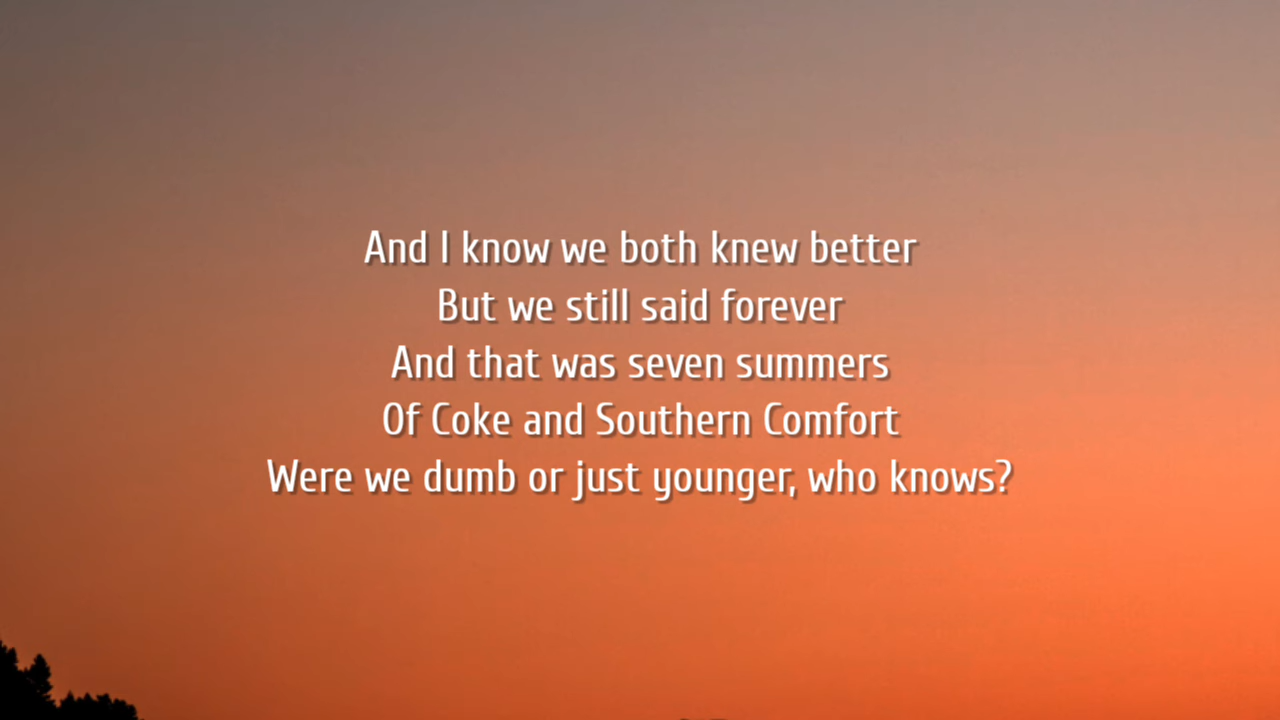 And I know we both knew better
But we still said forever
And that was seven summers
Of Coke and Southern Comfort
Were we dumb or just younger, who knows?